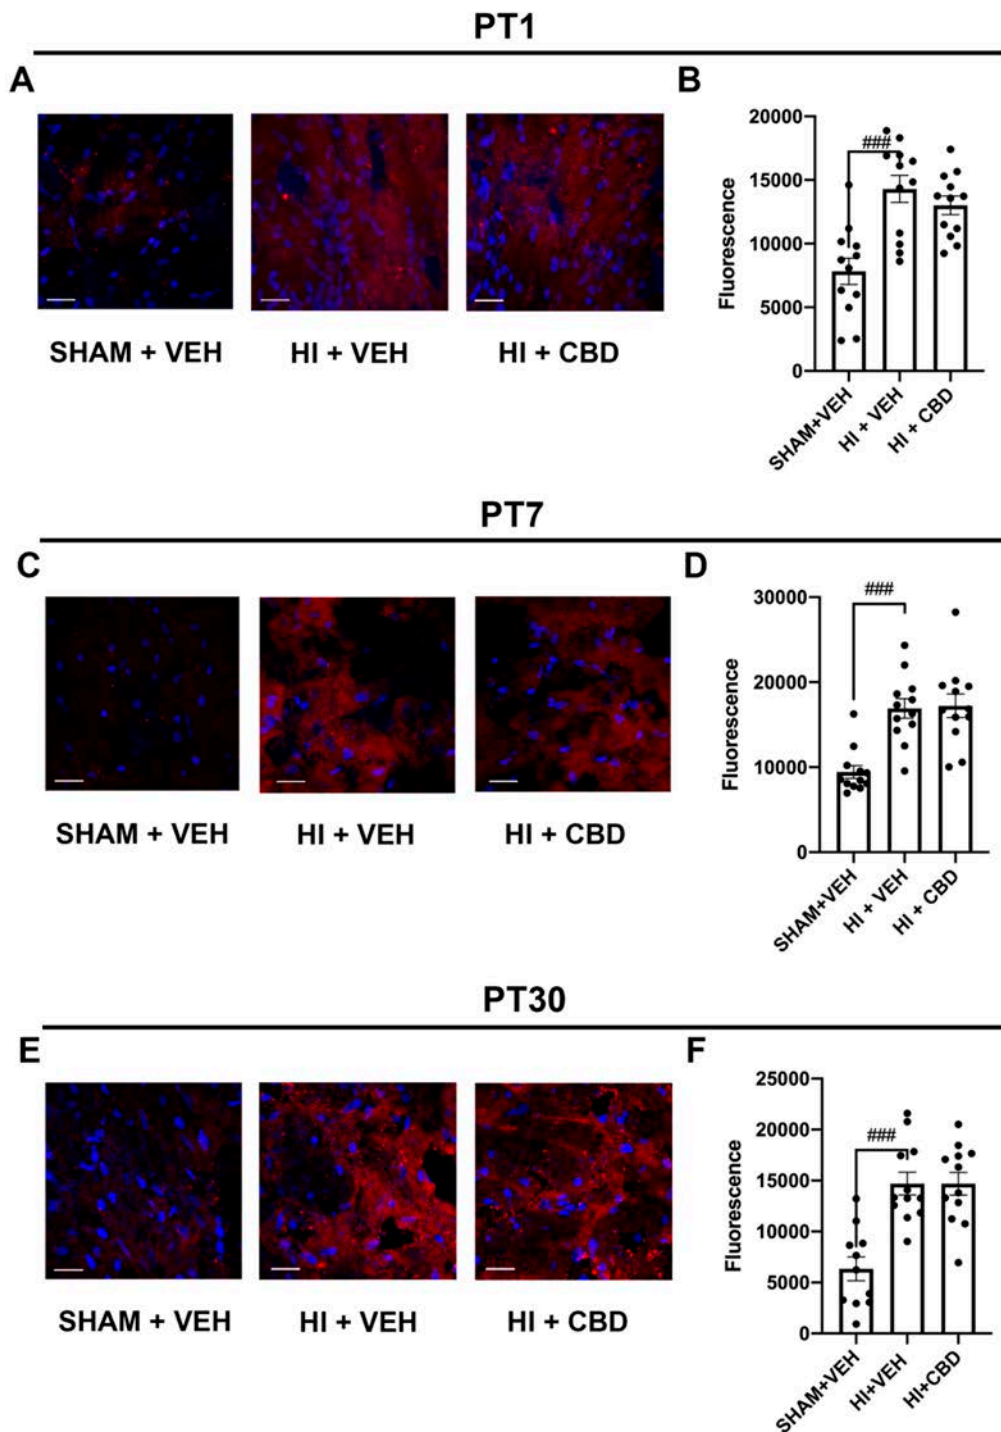 PT1
A
B
SHAM + VEH
HI + VEH
HI + CBD
Fluorescence
20000
15000
10000
5000
0
###
SHAM+VEH
HI + VEH
HI + CBD
PT7
C
D
SHAM + VEH
HI + VEH
HI + CBD
Fluorescence
30000
20000
10000
0
###
SHAM+VEH
HI + VEH
HI + CBD
PT30
E
F
SHAM + VEH
HI + VEH
HI + CBD
Fluorescence
25000
20000
15000
10000
5000
0
###
SHAM+VEH
HI+VEH
HI+CBD